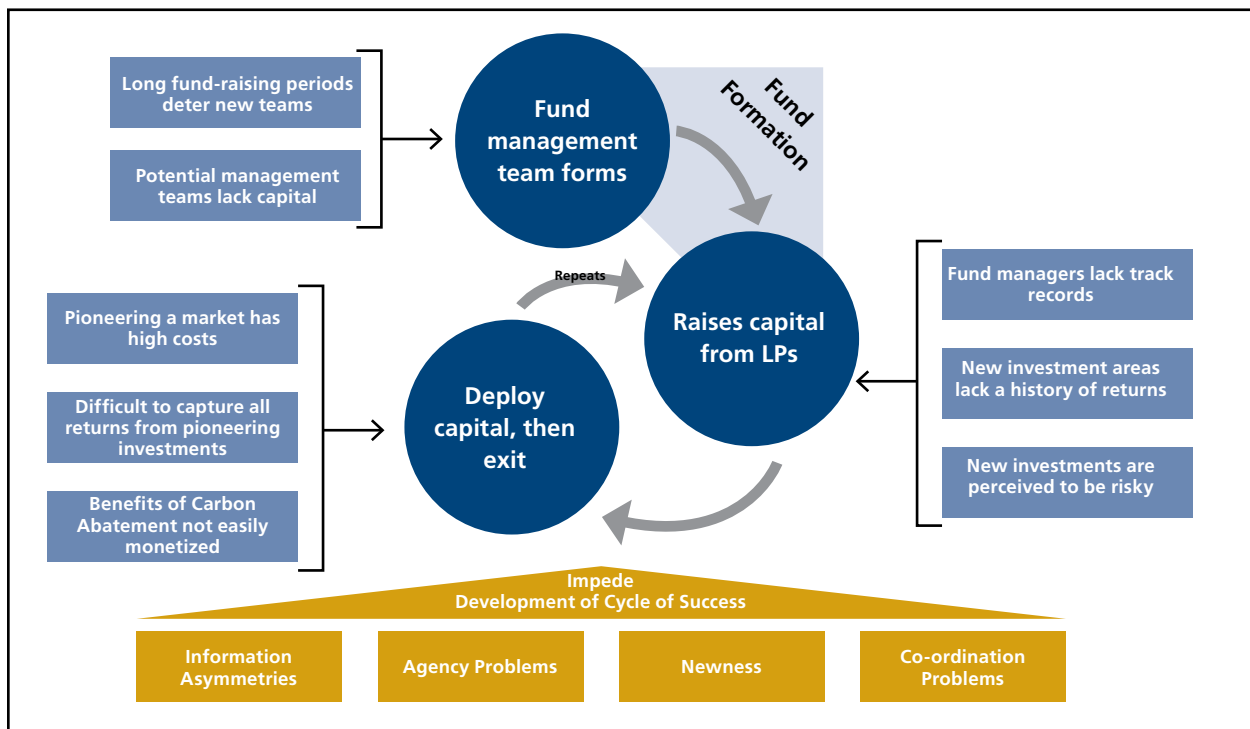 Long fund-raising periods
deter new teams
Potential management
teams lack capital
Fund
management
team forms
Fund
Formation
Repeats
Raises capital
from LPs
Fund managers lack track
records
New investment areas
lack a history of returns
New investments are
perceived to be risky
Pioneering a market has
high costs
Difficult to capture all
returns from pioneering
investments
Benefits of Carbon
Abatement not easily
monetized
Deploy
capital, then
exit
Impede
Development of Cycle of Success
Information
Asymmetries
Agency Problems
Newness
Co-ordination
Problems